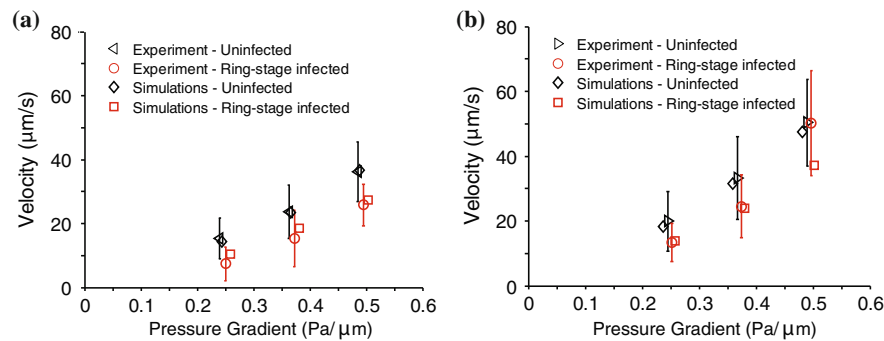 (a)
Experiment - Uninfected
Experiment - Ring-stage infected
Simulations - Uninfected
Simulations - Ring-stage infected
80
60
40
20
0
Velocity (μm/s)
0 0.1 0.2 0.3 0.4 0.5 0.6
Pressure Gradient (Pa/μm)
(b)
Experiment - Uninfected
Experiment - Ring-stage infected
Simulations - Uninfected
Simulations - Ring-stage infected
80
60
40
20
0
Velocity (μm/s)
0 0.1 0.2 0.3 0.4 0.5 0.6
Pressure Gradient (Pa/μm)